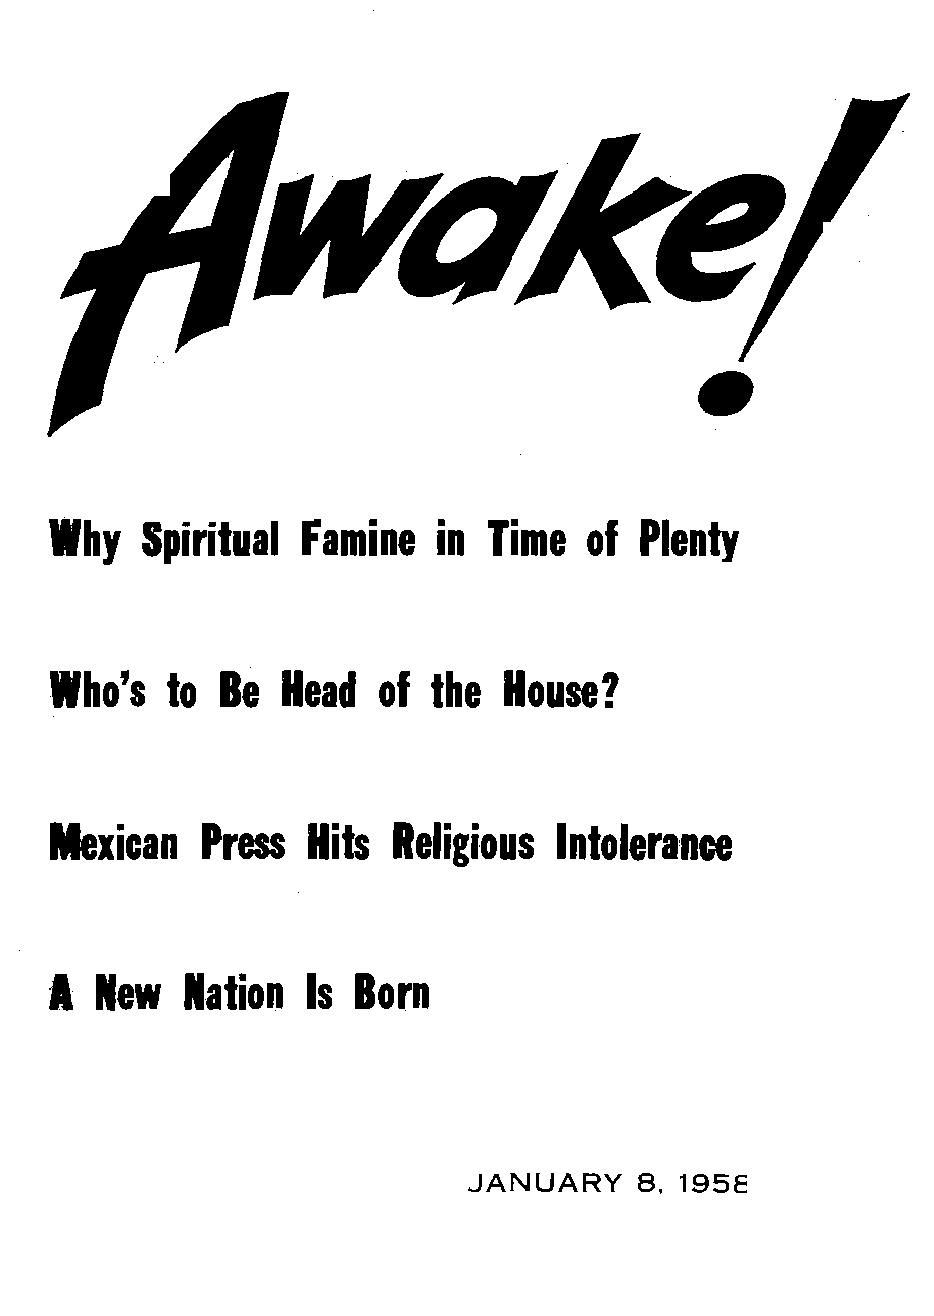 Awake!
Why Spiritual Famine in Time of Plenty
Who's to Be Head of the House?
Mexican Press Hits Religious Intolerance
A New Nation Is Born
JANUARY 8, 1958